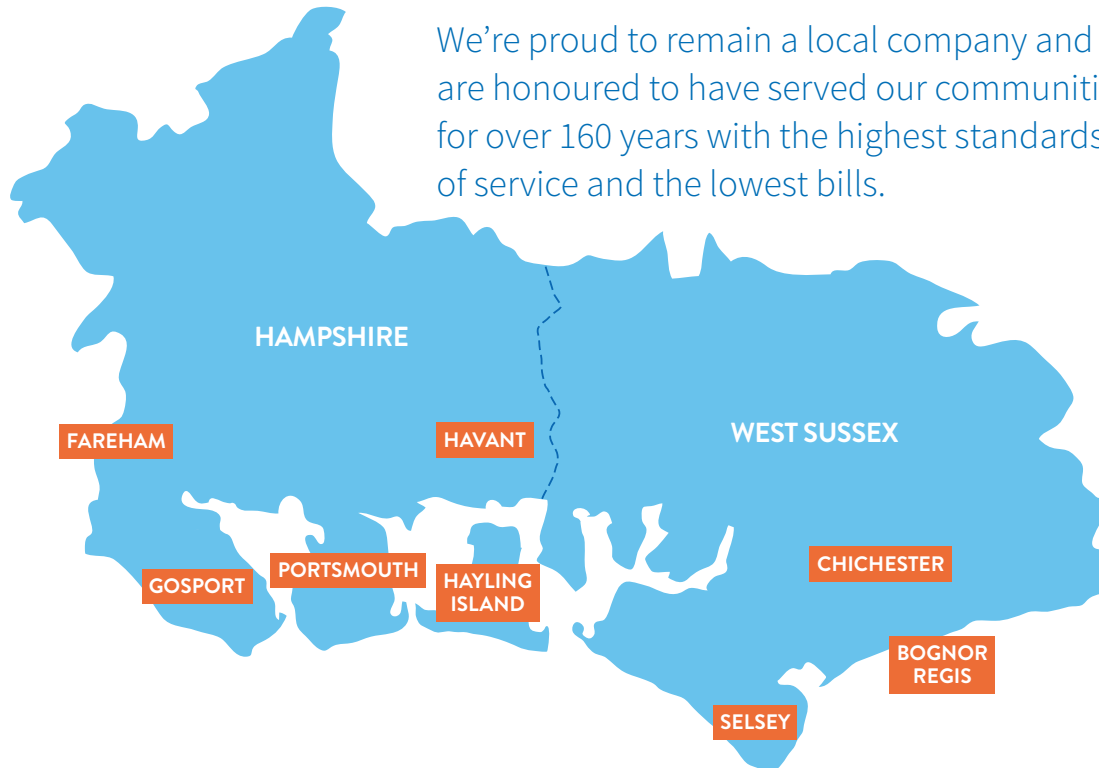 We’re proud to remain a local company and
are honoured to have served our communiti
for over 160 years with the highest standards
of service and the lowest bills.
HAMPSHIRE
FAREHAM
HAVANT
WEST SUSSEX
GOSPORT
PORTSMOUTH
HAYLING
ISLAND
CHICHESTER
BOGNOR
REGIS
SELSEY